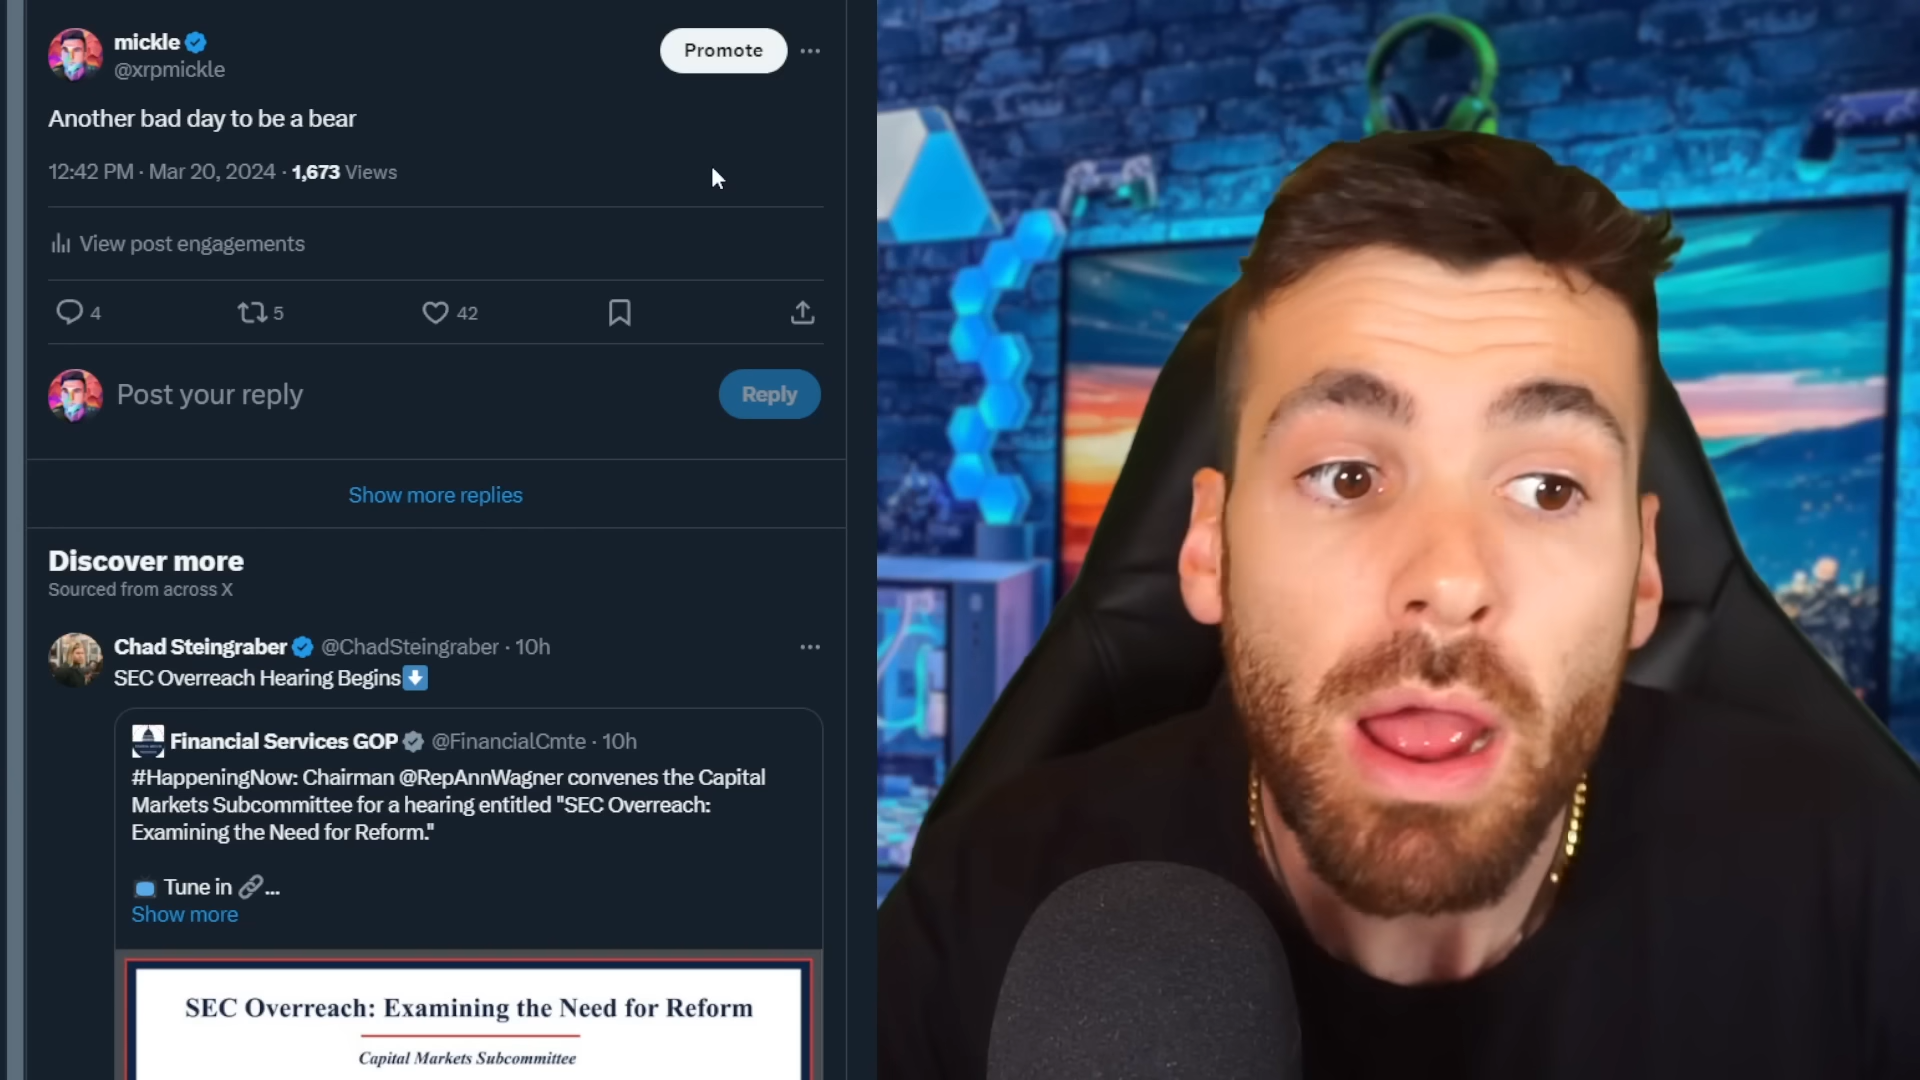 mickle
Promote
@xrpmickle
Another bad day to be a bear
12:42 PM · Mar 20, 2024 · 1,673 Views
View post engagements
4 5 42
Post your reply
Reply
Show more replies
Discover more
Sourced from across X
Chad Steingraber @ChadSteingraber · 10h
SEC Overreach Hearing Begins⬇️
Financial Services GOP @FinancialCmte · 10h
#HappeningNow: Chairman @RepAnnWagner convenes the Capital
Markets Subcommittee for a hearing entitled "SEC Overreach:
Examining the Need for Reform."
📺 Tune in 🔗...
Show more
SEC Overreach: Examining the Need for Reform
Capital Markets Subcommittee